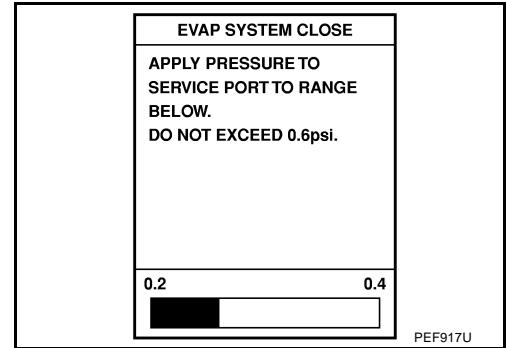 EVAP SYSTEM CLOSE
APPLY PRESSURE TO
SERVICE PORT TO RANGE
BELOW.
DO NOT EXCEED 0.6psi.
0.2 0.4
PEF917U